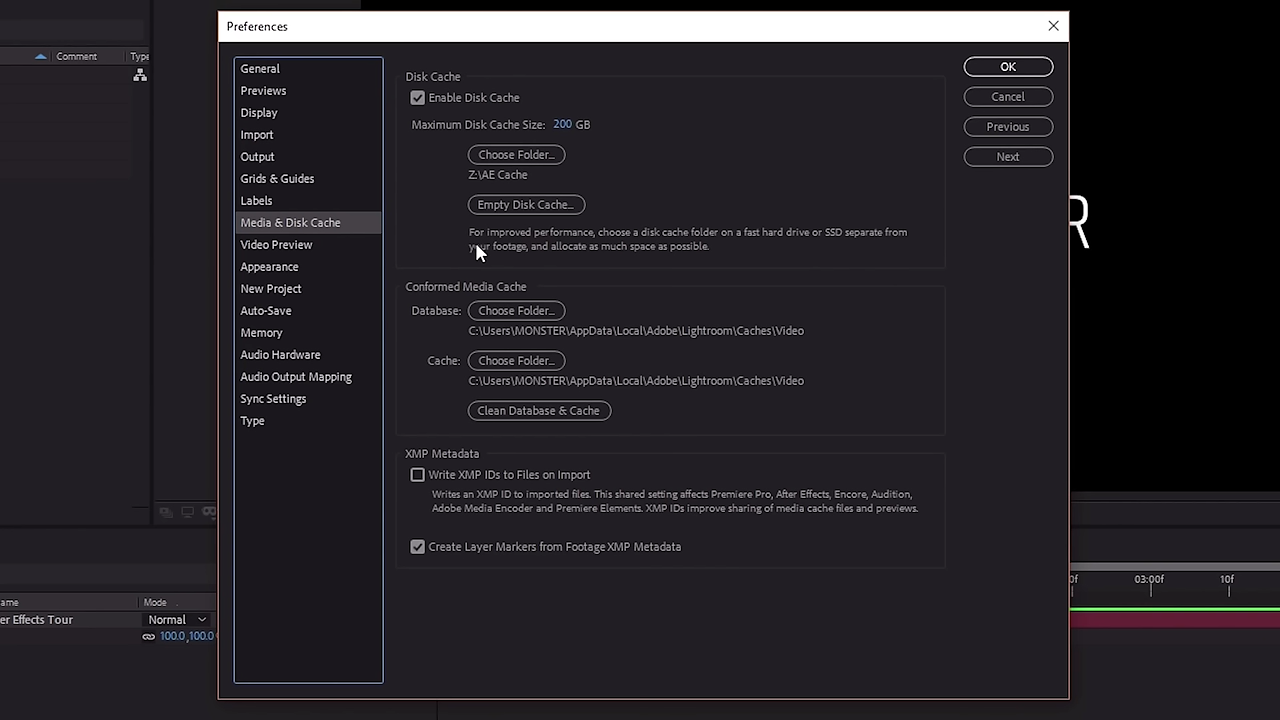 Preferences
Comment
Type
General
Previews
Display
Import
Output
Grids & Guides
Labels
Media & Disk Cache
Video Preview
Appearance
New Project
Auto-Save
Memory
Audio Hardware
Audio Output Mapping
Sync Settings
Type
Disk Cache
Enable Disk Cache
Maximum Disk Cache Size: 200 GB
Choose Folder...
Z:\AE Cache
Empty Disk Cache...
For improved performance, choose a disk cache folder on a fast hard drive or SSD separate from
your footage, and allocate as much space as possible.
Conformed Media Cache
Database: Choose Folder...
C:\Users\MONSTER\AppData\Local\Adobe\Lightroom\Caches\Video
Cache: Choose Folder...
C:\Users\MONSTER\AppData\Local\Adobe\Lightroom\Caches\Video
Clean Database & Cache
XMP Metadata
Write XMP IDs to Files on Import
Writes an XMP ID to imported files. This shared setting affects Premiere Pro, After Effects, Encore, Audition,
Adobe Media Encoder and Premiere Elements. XMP IDs improve sharing of media cache files and previews.
Create Layer Markers from Footage XMP Metadata
OK
Cancel
Previous
Next
R
0f 03:00f 10f
ame Mode
er Effects Tour Normal
100.0,100.0